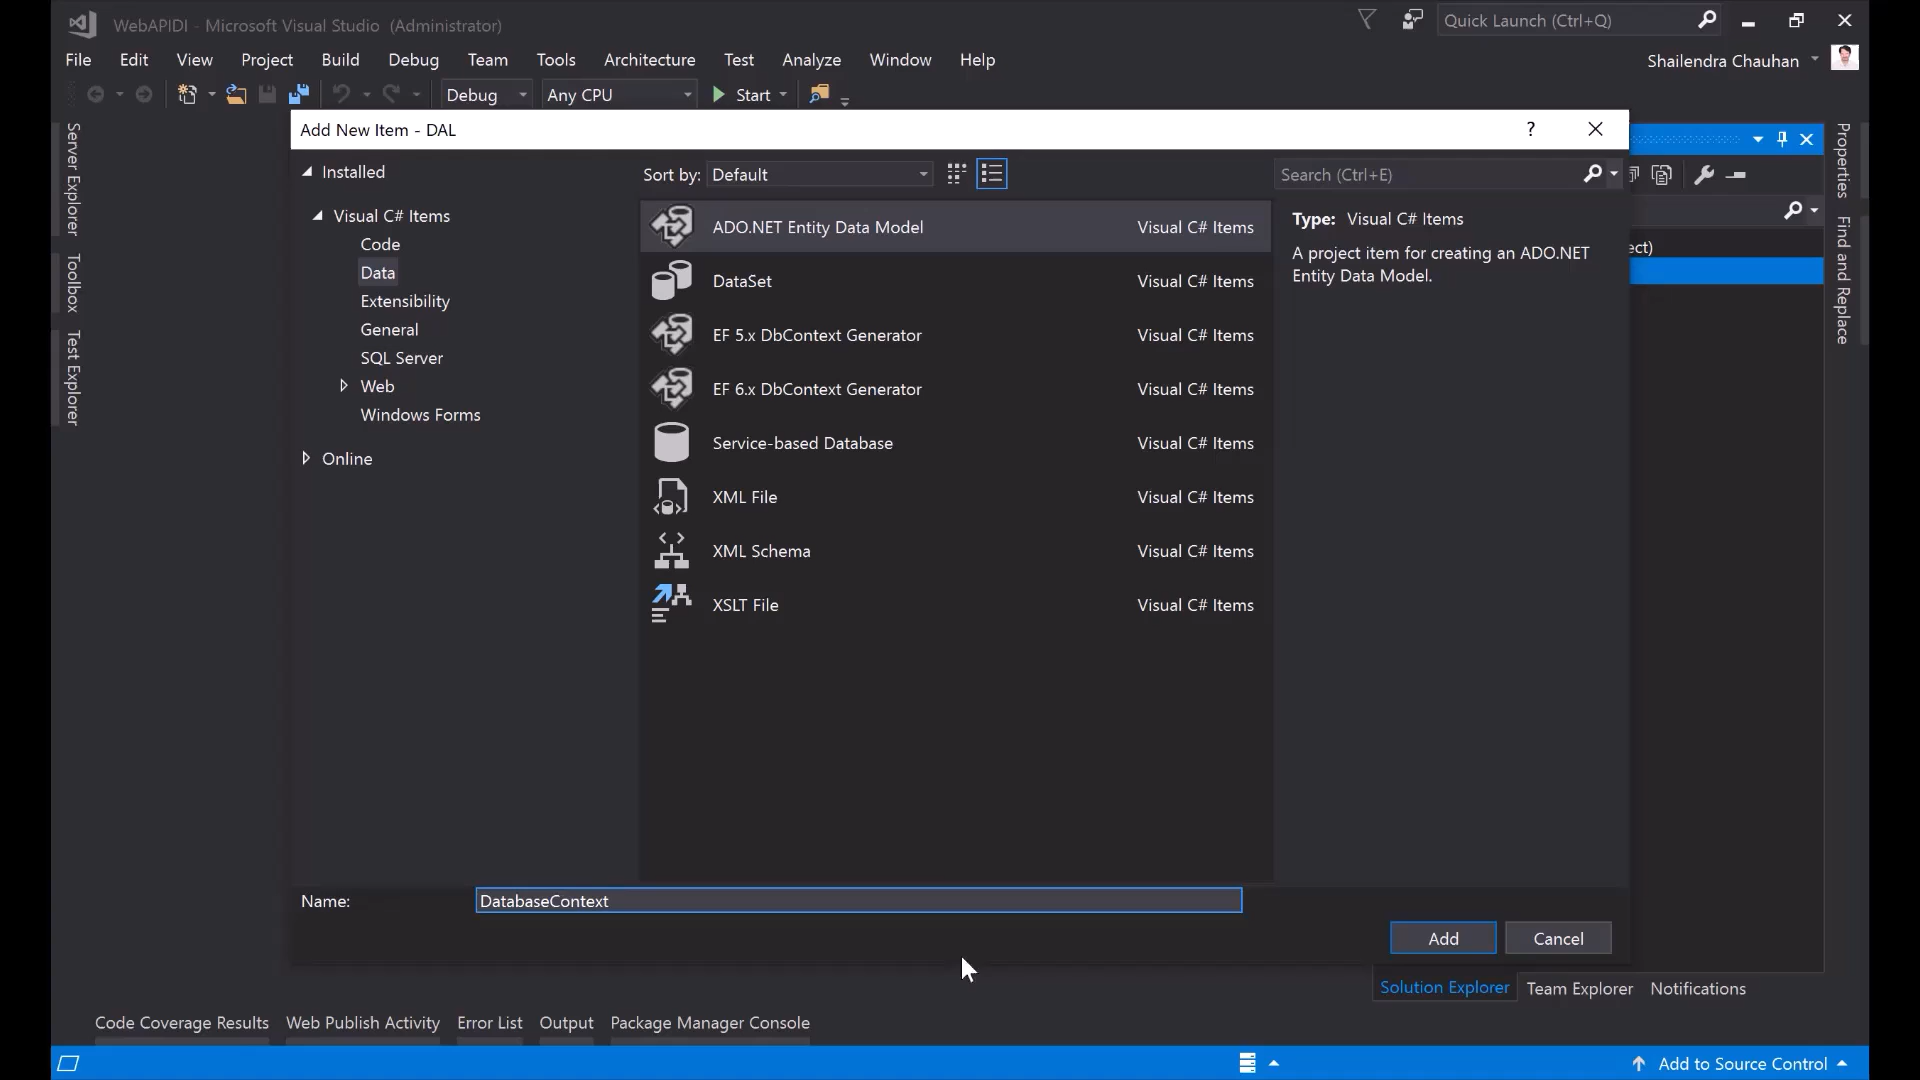 WebAPIDI - Microsoft Visual Studio (Administrator)
Quick Launch (Ctrl+Q)
File Edit View Project Build Debug Team Tools Architecture Test Analyze Window Help
Shailendra Chauhan
Debug Any CPU Start
Server Explorer
Toolbox
Test Explorer
Add New Item - DAL
?
Installed
Visual C# Items
Code
Data
Extensibility
General
SQL Server
Web
Windows Forms
Online
Sort by: Default
Search (Ctrl+E)
ADO.NET Entity Data Model Visual C# Items
DataSet Visual C# Items
EF 5.x DbContext Generator Visual C# Items
EF 6.x DbContext Generator Visual C# Items
Service-based Database Visual C# Items
XML File Visual C# Items
XML Schema Visual C# Items
XSLT File Visual C# Items
Type: Visual C# Items
A project item for creating an ADO.NET
Entity Data Model.
ect)
Properties
Find and Replace
Name: DatabaseContext
Add Cancel
Solution Explorer Team Explorer Notifications
Code Coverage Results Web Publish Activity Error List Output Package Manager Console
Add to Source Control